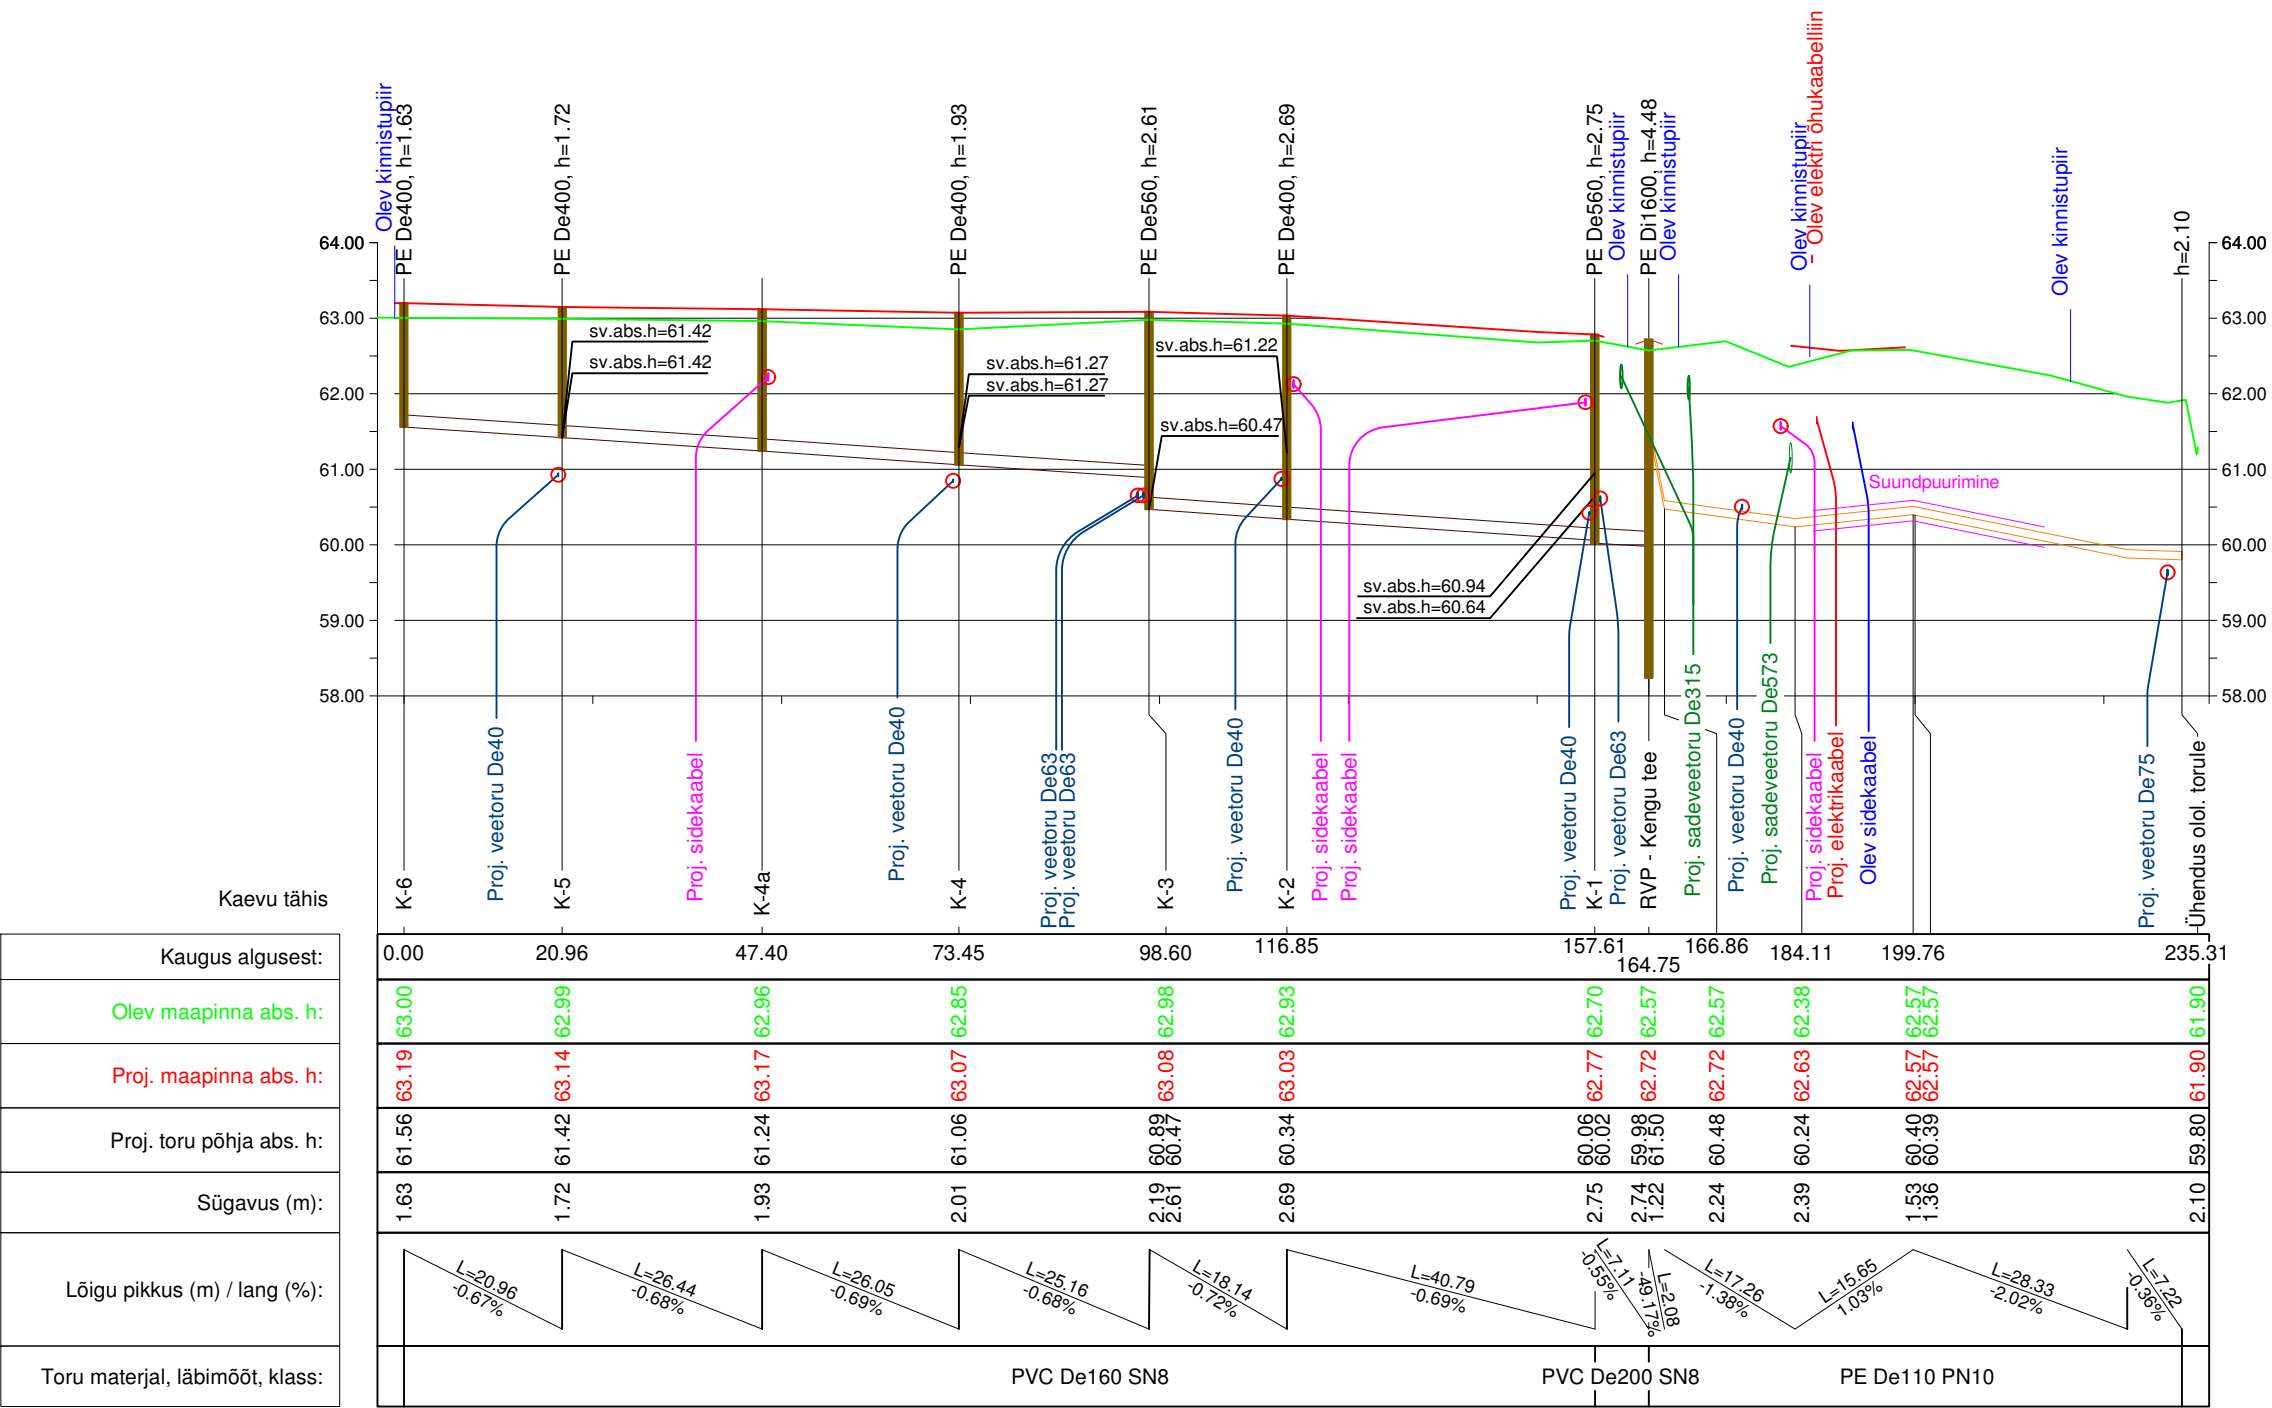 Olev kinnistupiir
PE De400, h=1.63
PE De400, h=1.72
PE De400, h=1.93
PE De560, h=2.61
PE De400, h=2.69
PE De560, h=2.75
Olev kinnistupiir
PE Di1600, h=4.48
Olev kinnistupiir
Olev kinnistupiir
Olev elektri õhukaabelliin
Olev kinnistupiir
h=2.10
64.00
63.00
62.00
61.00
60.00
59.00
58.00
64.00
63.00
62.00
61.00
60.00
59.00
58.00
sv.abs.h=61.42
sv.abs.h=61.42
sv.abs.h=61.27
sv.abs.h=61.27
sv.abs.h=61.22
sv.abs.h=60.47
sv.abs.h=60.94
sv.abs.h=60.64
Suundpuurimine
Proj. veetoru De40
Proj. sidekaabel
Proj. veetoru De40
Proj. veetoru De63
Proj. veetoru De63
Proj. veetoru De40
Proj. sidekaabel
Proj. sidekaabel
Proj. veetoru De40
Proj. veetoru De63
Proj. sadeveetoru De315
Proj. veetoru De40
Proj. sadeveetoru De573
Proj. sidekaabel
Proj. elektrikaabel
Olev sidekaabel
Proj. veetoru De75
Kaevu tähis
K-6
K-5
K-4a
K-4
K-3
K-2
K-1
RVP - Kengu tee
Ühendus olol. torule
Kaugus algusest:
0.00 20.96 47.40 73.45 98.60 116.85 157.61 164.75 166.86 184.11 199.76 235.31
Olev maapinna abs. h:
63.00 62.99 62.96 62.85 62.98 62.93 62.70 62.57 62.57 62.38 62.57 62.57 61.90
Proj. maapinna abs. h:
63.19 63.14 63.17 63.07 63.08 63.03 62.77 62.72 62.72 62.63 62.57 62.57 61.90
Proj. toru põhja abs. h:
61.56 61.42 61.24 61.06 60.89 60.47 60.34 60.06 60.02 59.98 61.50 60.48 60.24 60.40 60.39 59.80
Sügavus (m):
1.63 1.72 1.93 2.01 2.19 2.61 2.69 2.75 2.74 1.22 2.24 2.39 1.53 1.36 2.10
Lõigu pikkus (m) / lang (%):
L=20.96
-0.67%
L=26.44
-0.68%
L=26.05
-0.69%
L=25.16
-0.68%
L=18.14
-0.72%
L=40.79
-0.69%
L=7.11
-0.55%
L=2.08
-49.17%
L=17.26
-1.38%
L=15.65
1.03%
L=28.33
-2.02%
L=7.22
-0.36%
Toru materjal, läbimõõt, klass:
PVC De160 SN8
PVC De200 SN8
PE De110 PN10